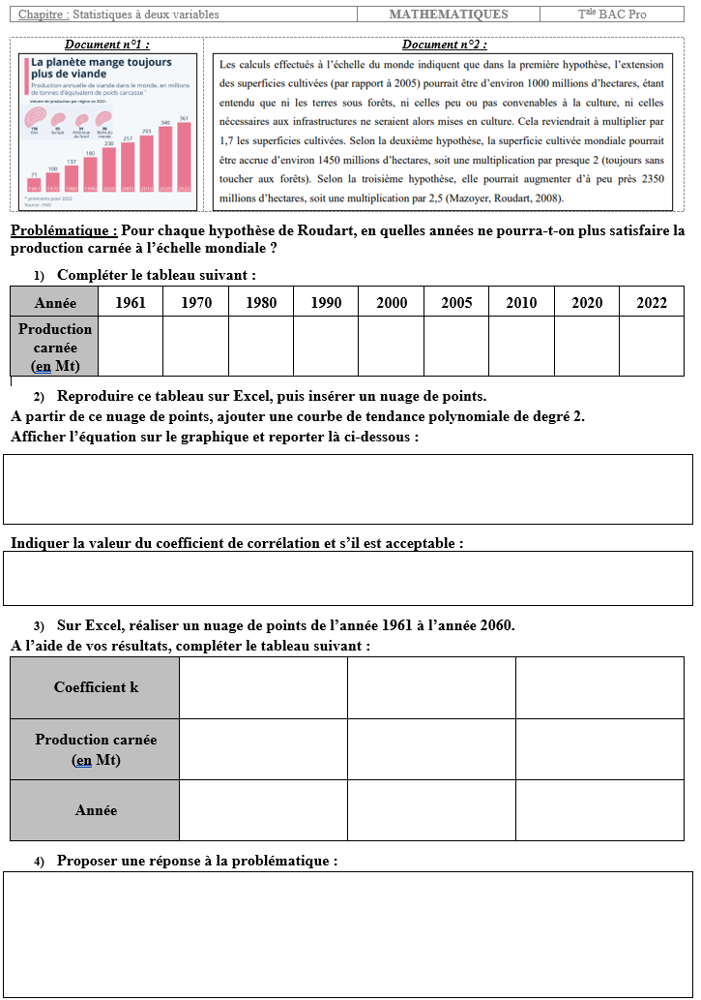 Chapitre : Statistiques à deux variables MATHEMATIQUES Tale BAC Pro
Document n°1 :
La planète mange toujours
plus de viande
Production annuelle de viande dans le monde, en millions
de tonnes d'équivalent de poids carcasse *
Volume de production par région en 2022 :
Asie Europe Amérique du Nord Reste du monde
71 100 137 180 230 257 293 340 361
1961 1970 1980 1990 2000 2005 2010 2020 2022
* prévisions pour 2022
Source : FAO
Document n°2 :
Les calculs effectués à l'échelle du monde indiquent que dans la première hypothèse, l'extension
des superficies cultivées (par rapport à 2005) pourrait être d'environ 1000 millions d'hectares, étant
entendu que ni les terres sous forêts, ni celles peu ou pas convenables à la culture, ni celles
nécessaires aux infrastructures ne seraient alors mises en culture. Cela reviendrait à multiplier par
1,7 les superficies cultivées. Selon la deuxième hypothèse, la superficie cultivée mondiale pourrait
être accrue d'environ 1450 millions d'hectares, soit une multiplication par presque 2 (toujours sans
toucher aux forêts). Selon la troisième hypothèse, elle pourrait augmenter d'à peu près 2350
millions d'hectares, soit une multiplication par 2,5 (Mazoyer, Roudart, 2008).
Problématique : Pour chaque hypothèse de Roudart, en quelles années ne pourra-t-on plus satisfaire la
production carnée à l'échelle mondiale ?
1) Compléter le tableau suivant :
Année 1961 1970 1980 1990 2000 2005 2010 2020 2022
Production
carnée
(en Mt)
2) Reproduire ce tableau sur Excel, puis insérer un nuage de points.
A partir de ce nuage de points, ajouter une courbe de tendance polynomiale de degré 2.
Afficher l'équation sur le graphique et reporter là ci-dessous :
Indiquer la valeur du coefficient de corrélation et s'il est acceptable :
3) Sur Excel, réaliser un nuage de points de l'année 1961 à l'année 2060.
A l'aide de vos résultats, compléter le tableau suivant :
Coefficient k
Production carnée
(en Mt)
Année
4) Proposer une réponse à la problématique :